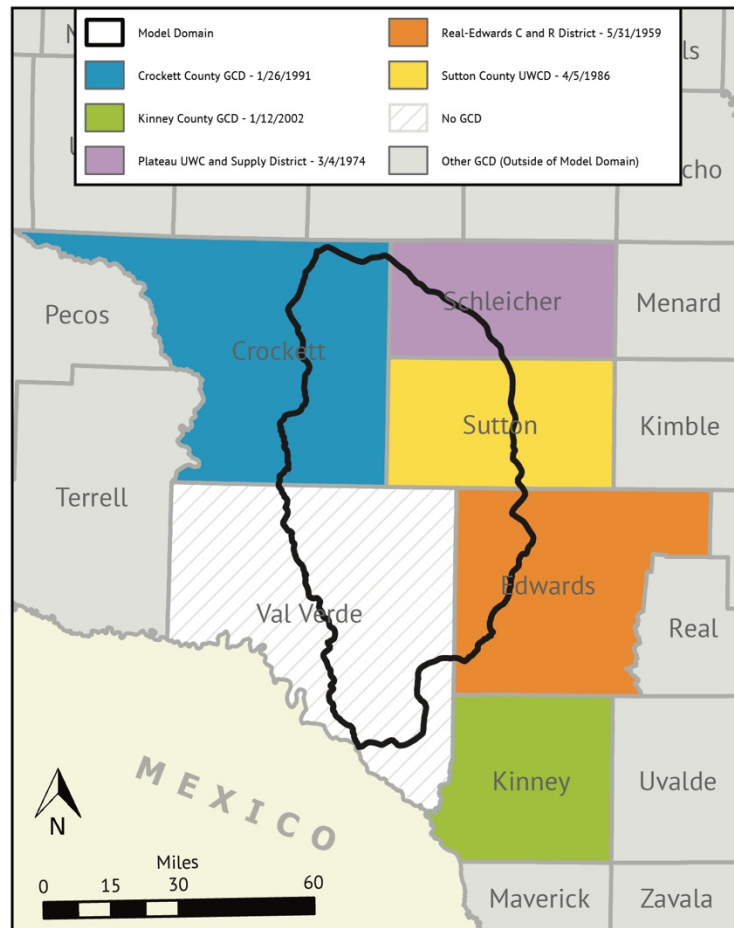 Model Domain
Crockett County GCD - 1/26/1991
Kinney County GCD - 1/12/2002
Plateau UWC and Supply District - 3/4/1974
Real-Edwards C and R District - 5/31/1959
Sutton County UWCD - 4/5/1986
No GCD
Other GCD (Outside of Model Domain)
Pecos
Crockett
Schleicher
Menard
Sutton
Kimble
Terrell
Val Verde
Edwards
Real
MEXICO
Kinney
Uvalde
Maverick
Zavala
N
Miles
0 15 30 60